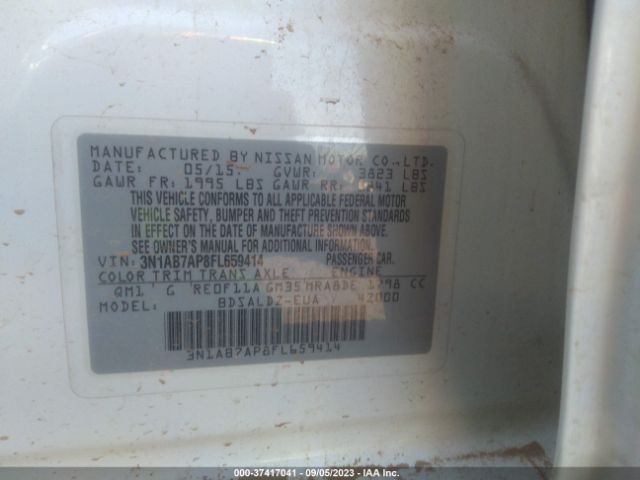 MANUFACTURED BY NISSAN MOTOR CO.,LTD.
DATE: 05/15 GVWR: 3823 LBS
GAWR FR: 1995 LBS GAWR RR: LBS
THIS VEHICLE CONFORMS TO ALL APPLICABLE FEDERAL MOTOR
VEHICLE SAFETY, BUMPER AND THEFT PREVENTION STANDARDS
IN EFFECT ON THE DATE OF MANUFACTURE SHOWN ABOVE.
SEE OWNER'S MANUAL FOR ADDITIONAL INFORMATION
VIN: 3N1AB7AP8FL659414 PASSENGER CAR
COLOR TRIM TRANS AXLE ENGINE
QM1 G RE0F11A GM35 MRA8DE 1798 CC
MODEL: BDSALDZ-EUA 42000
3N1AB7AP8FL659414
000-37417041 - 09/05/2023 - IAAI.com